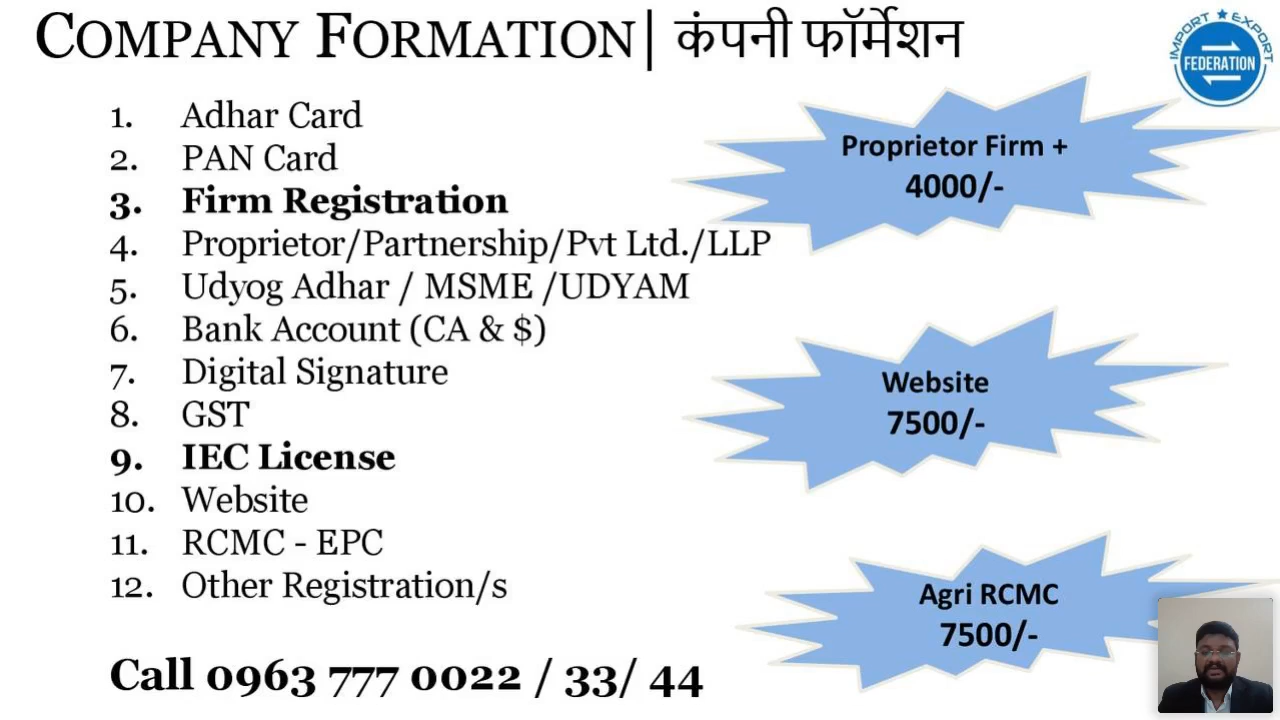 COMPANY FORMATION| कंपनी फॉर्मेशन
IMPORT ★ EXPORT
FEDERATION
1. Adhar Card
2. PAN Card
3. Firm Registration
4. Proprietor/Partnership/Pvt Ltd./LLP
5. Udyog Adhar / MSME /UDYAM
6. Bank Account (CA & $)
7. Digital Signature
8. GST
9. IEC License
10. Website
11. RCMC - EPC
12. Other Registration/s
Call 0963 777 0022 / 33/ 44
Proprietor Firm +
4000/-
Website
7500/-
Agri RCMC
7500/-